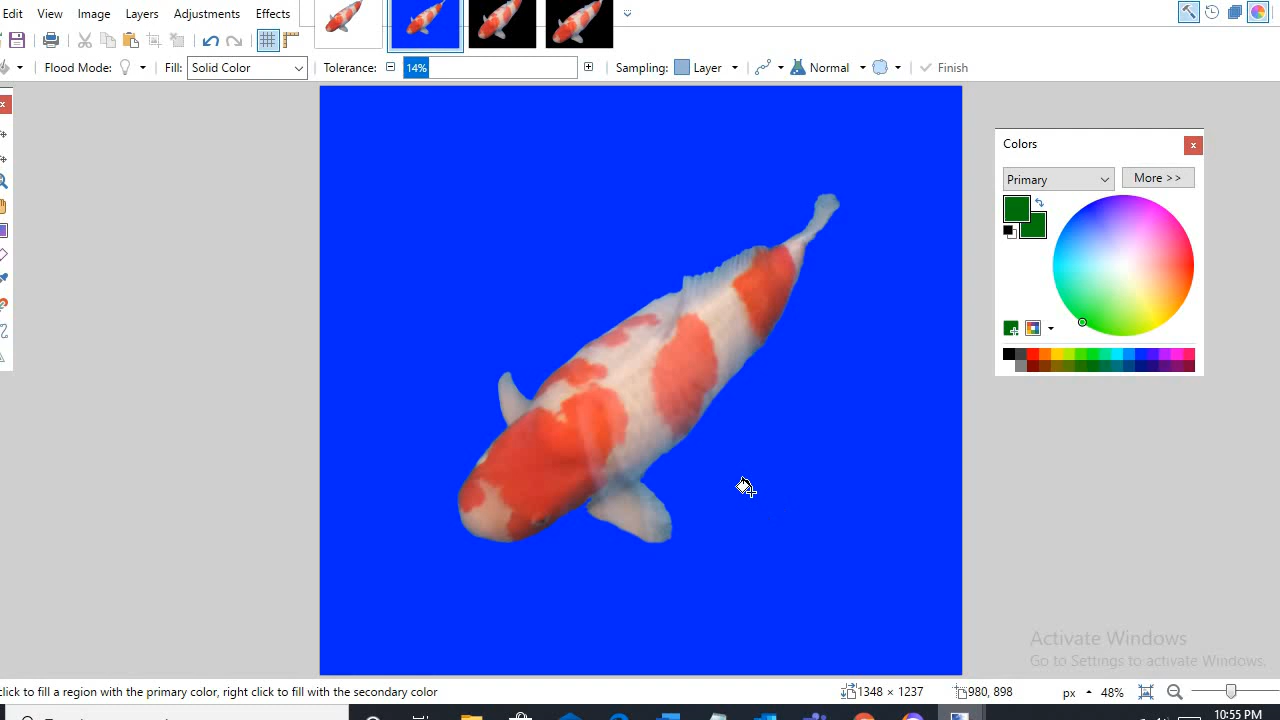 Edit View Image Layers Adjustments Effects
Flood Mode: Fill: Solid Color Tolerance: 14% Sampling: Layer Normal Finish
Colors
Primary More >>
Activate Windows
Go to Settings to activate Windows.
click to fill a region with the primary color, right click to fill with the secondary color 1348 × 1237 980, 898 px 48%
10:55 PM